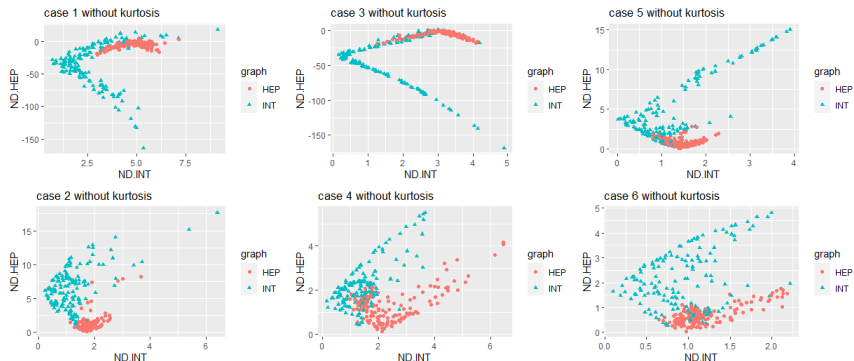 case 1 without kurtosis
ND.HEP
0
-50
-100
-150
2.5
5.0
7.5
ND.INT
graph
HEP
INT
case 3 without kurtosis
ND.HEP
0
-50
-100
-150
0
1
2
3
4
5
ND.INT
graph
HEP
INT
case 5 without kurtosis
ND.HEP
15
10
5
0
0
1
2
3
4
ND.INT
graph
HEP
INT
case 2 without kurtosis
ND.HEP
15
10
5
0
0
2
4
6
ND.INT
graph
HEP
INT
case 4 without kurtosis
ND.HEP
4
2
0
0
2
4
6
ND.INT
graph
HEP
INT
case 6 without kurtosis
ND.HEP
5
4
3
2
1
0
0.0
0.5
1.0
1.5
2.0
ND.INT
graph
HEP
INT